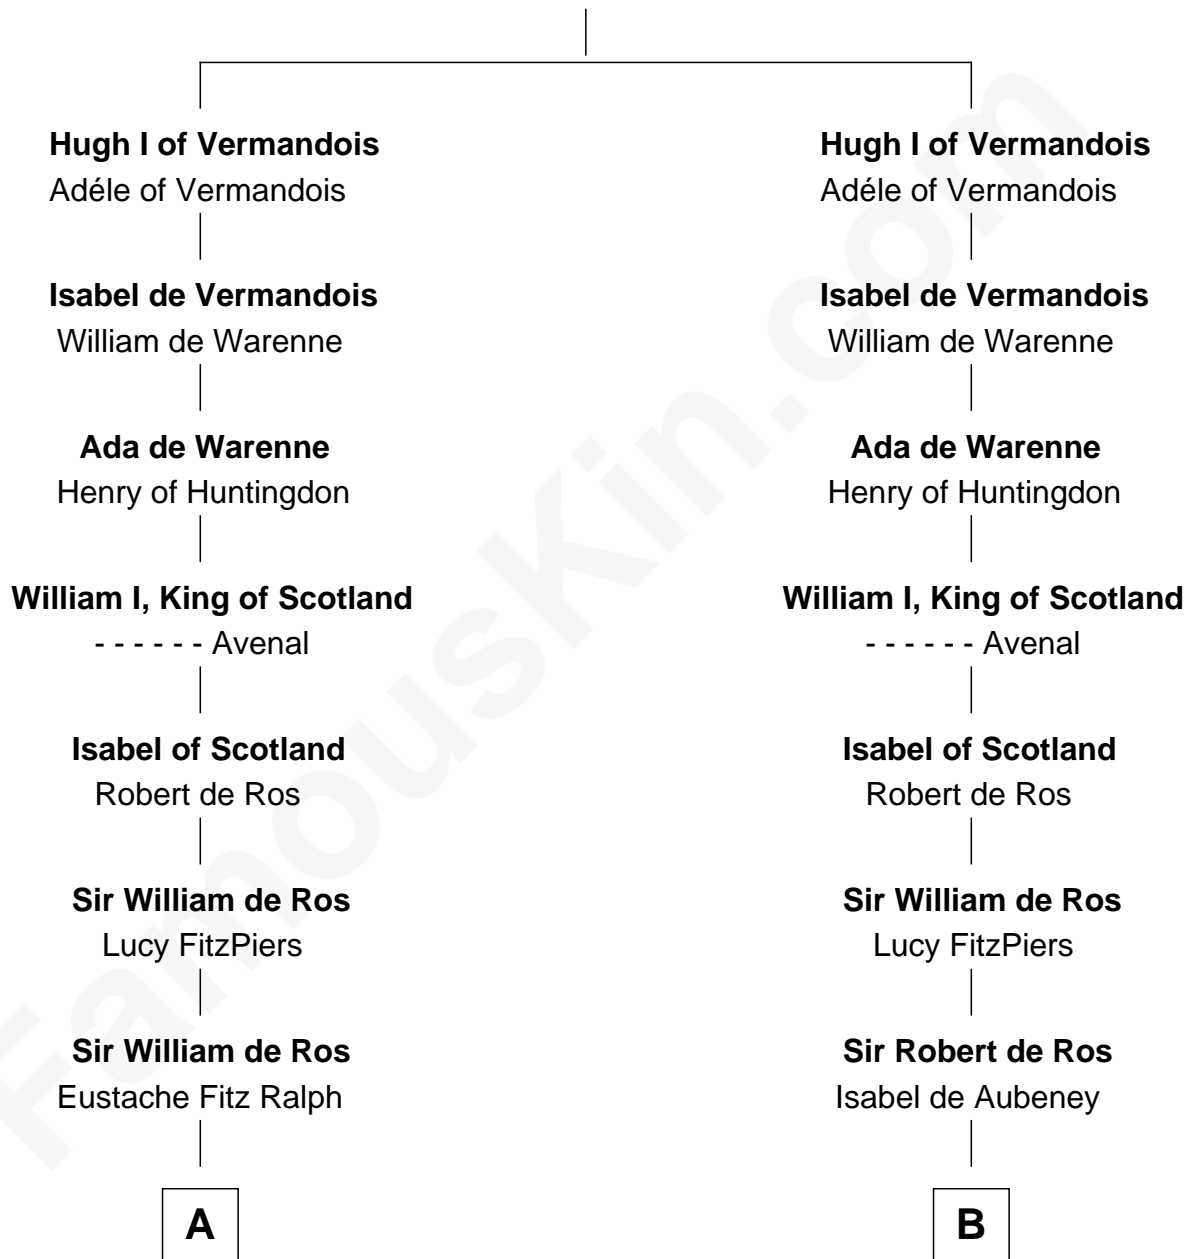 Hugh I of Vermandois
Adéle of Vermandois
Isabel de Vermandois
William de Warenne
Ada de Warenne
Henry of Huntingdon
William I, King of Scotland
- - - - - - Avenal
Isabel of Scotland
Robert de Ros
Sir William de Ros
Lucy FitzPiers
Sir William de Ros
Eustache Fitz Ralph
A
Hugh I of Vermandois
Adéle of Vermandois
Isabel de Vermandois
William de Warenne
Ada de Warenne
Henry of Huntingdon
William I, King of Scotland
- - - - - - Avenal
Isabel of Scotland
Robert de Ros
Sir William de Ros
Lucy FitzPiers
Sir Robert de Ros
Isabel de Aubeney
B
FamousKin.com